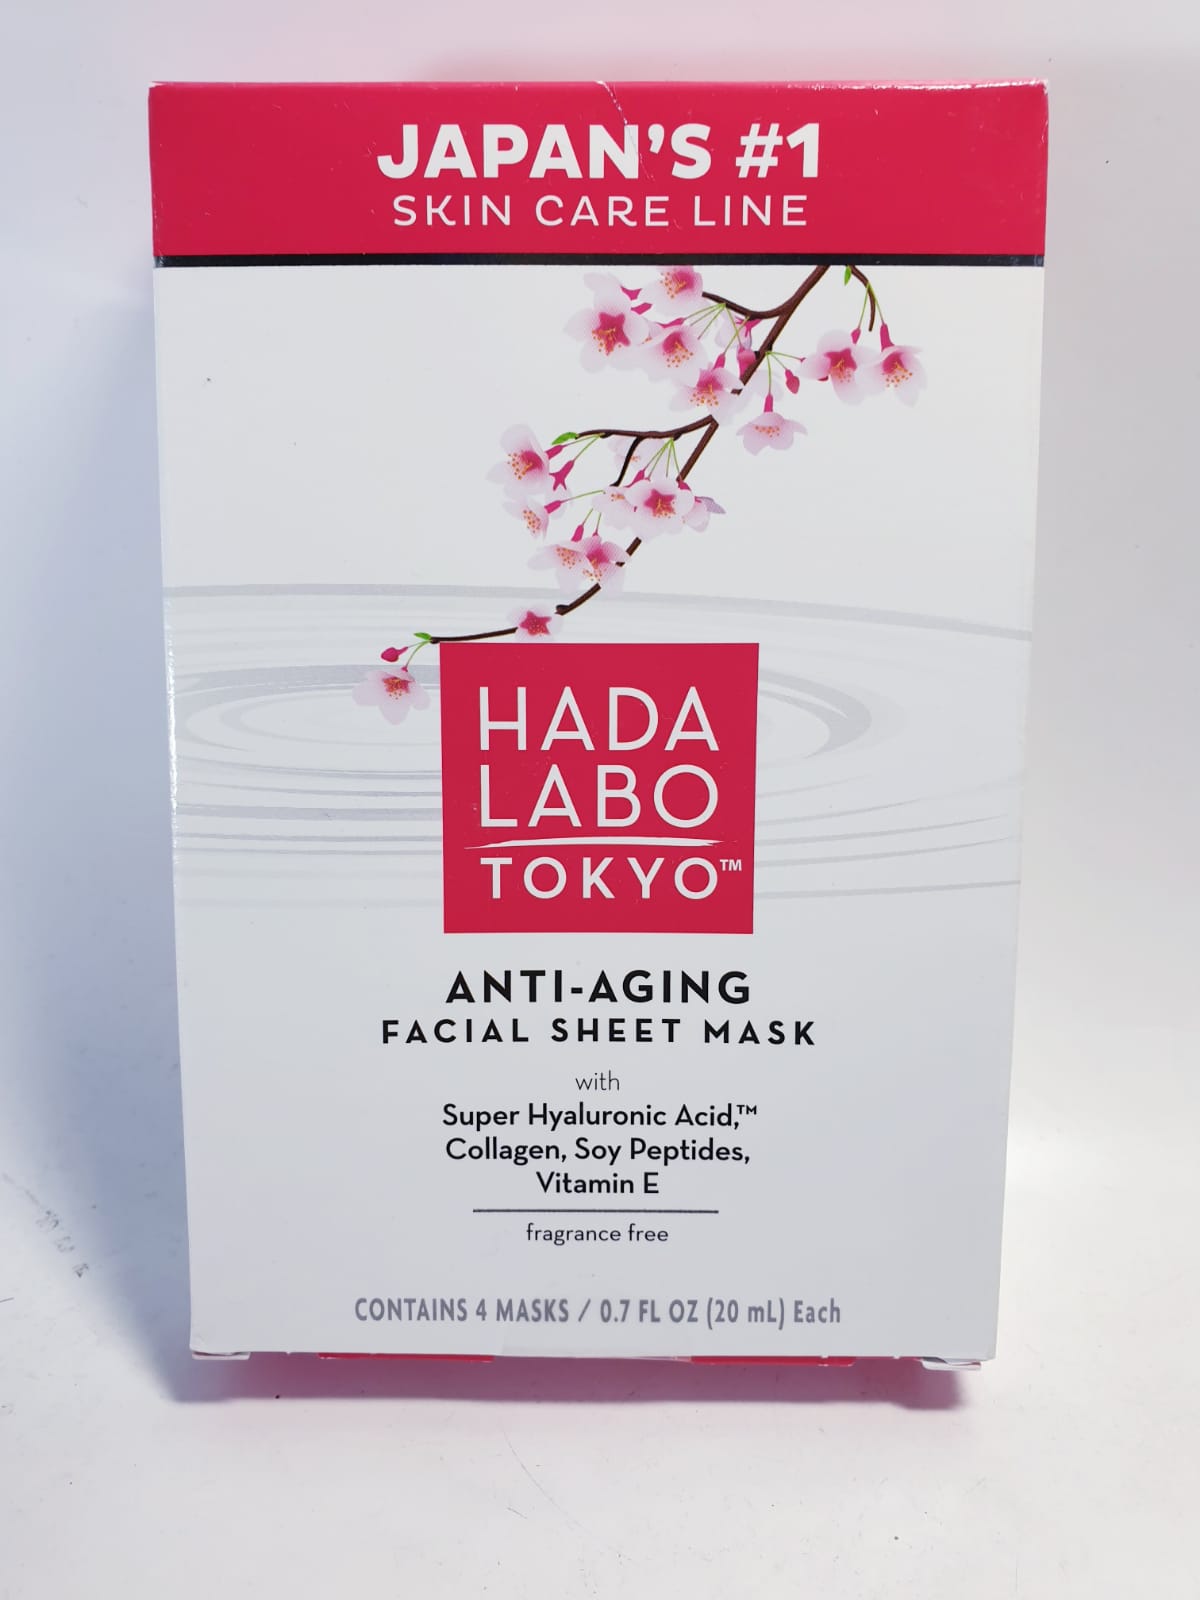 JAPAN'S #1
SKIN CARE LINE
HADA
LABO
TOKYO™
ANTI-AGING
FACIAL SHEET MASK
with
Super Hyaluronic Acid,™
Collagen, Soy Peptides,
Vitamin E
fragrance free
CONTAINS 4 MASKS / 0.7 FL OZ (20 mL) Each